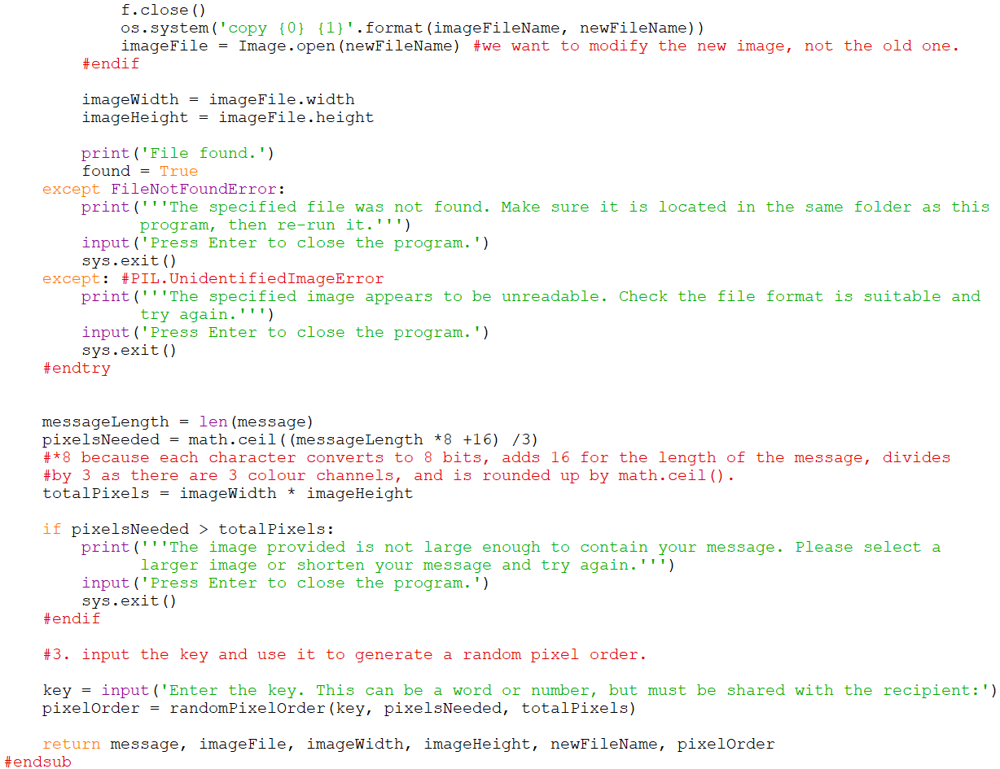 f.close()
            os.system('copy {0} {1}'.format(imageFileName, newFileName))
            imageFile = Image.open(newFileName) #we want to modify the new image, not the old one.
        #endif

        imageWidth = imageFile.width
        imageHeight = imageFile.height

        print('File found.')
        found = True
    except FileNotFoundError:
        print('''The specified file was not found. Make sure it is located in the same folder as this
              program, then re-run it.''')
        input('Press Enter to close the program.')
        sys.exit()
    except: #PIL.UnidentifiedImageError
        print('''The specified image appears to be unreadable. Check the file format is suitable and
              try again.''')
        input('Press Enter to close the program.')
        sys.exit()
    #endtry


    messageLength = len(message)
    pixelsNeeded = math.ceil((messageLength *8 +16) /3)
    #*8 because each character converts to 8 bits, adds 16 for the length of the message, divides
    #by 3 as there are 3 colour channels, and is rounded up by math.ceil().
    totalPixels = imageWidth * imageHeight

    if pixelsNeeded > totalPixels:
        print('''The image provided is not large enough to contain your message. Please select a
              larger image or shorten your message and try again.''')
        input('Press Enter to close the program.')
        sys.exit()
    #endif

    #3. input the key and use it to generate a random pixel order.

    key = input('Enter the key. This can be a word or number, but must be shared with the recipient:')
    pixelOrder = randomPixelOrder(key, pixelsNeeded, totalPixels)

    return message, imageFile, imageWidth, imageHeight, newFileName, pixelOrder
#endsub